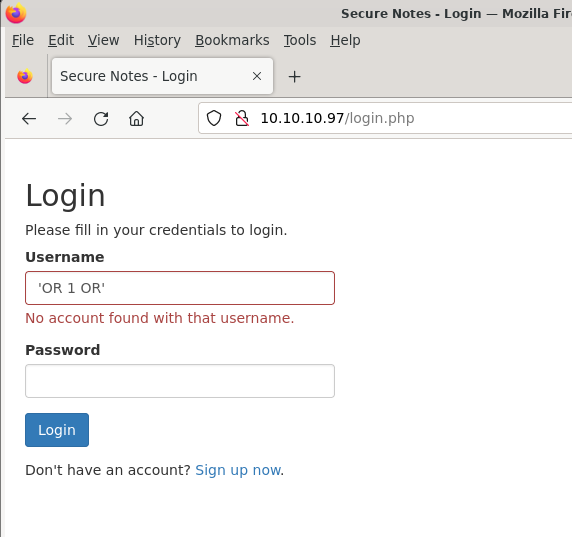 Secure Notes - Login — Mozilla Fir
File Edit View History Bookmarks Tools Help
Secure Notes - Login
10.10.10.97/login.php
Login
Please fill in your credentials to login.
Username
'OR 1 OR'
No account found with that username.
Password
Login
Don't have an account? Sign up now.